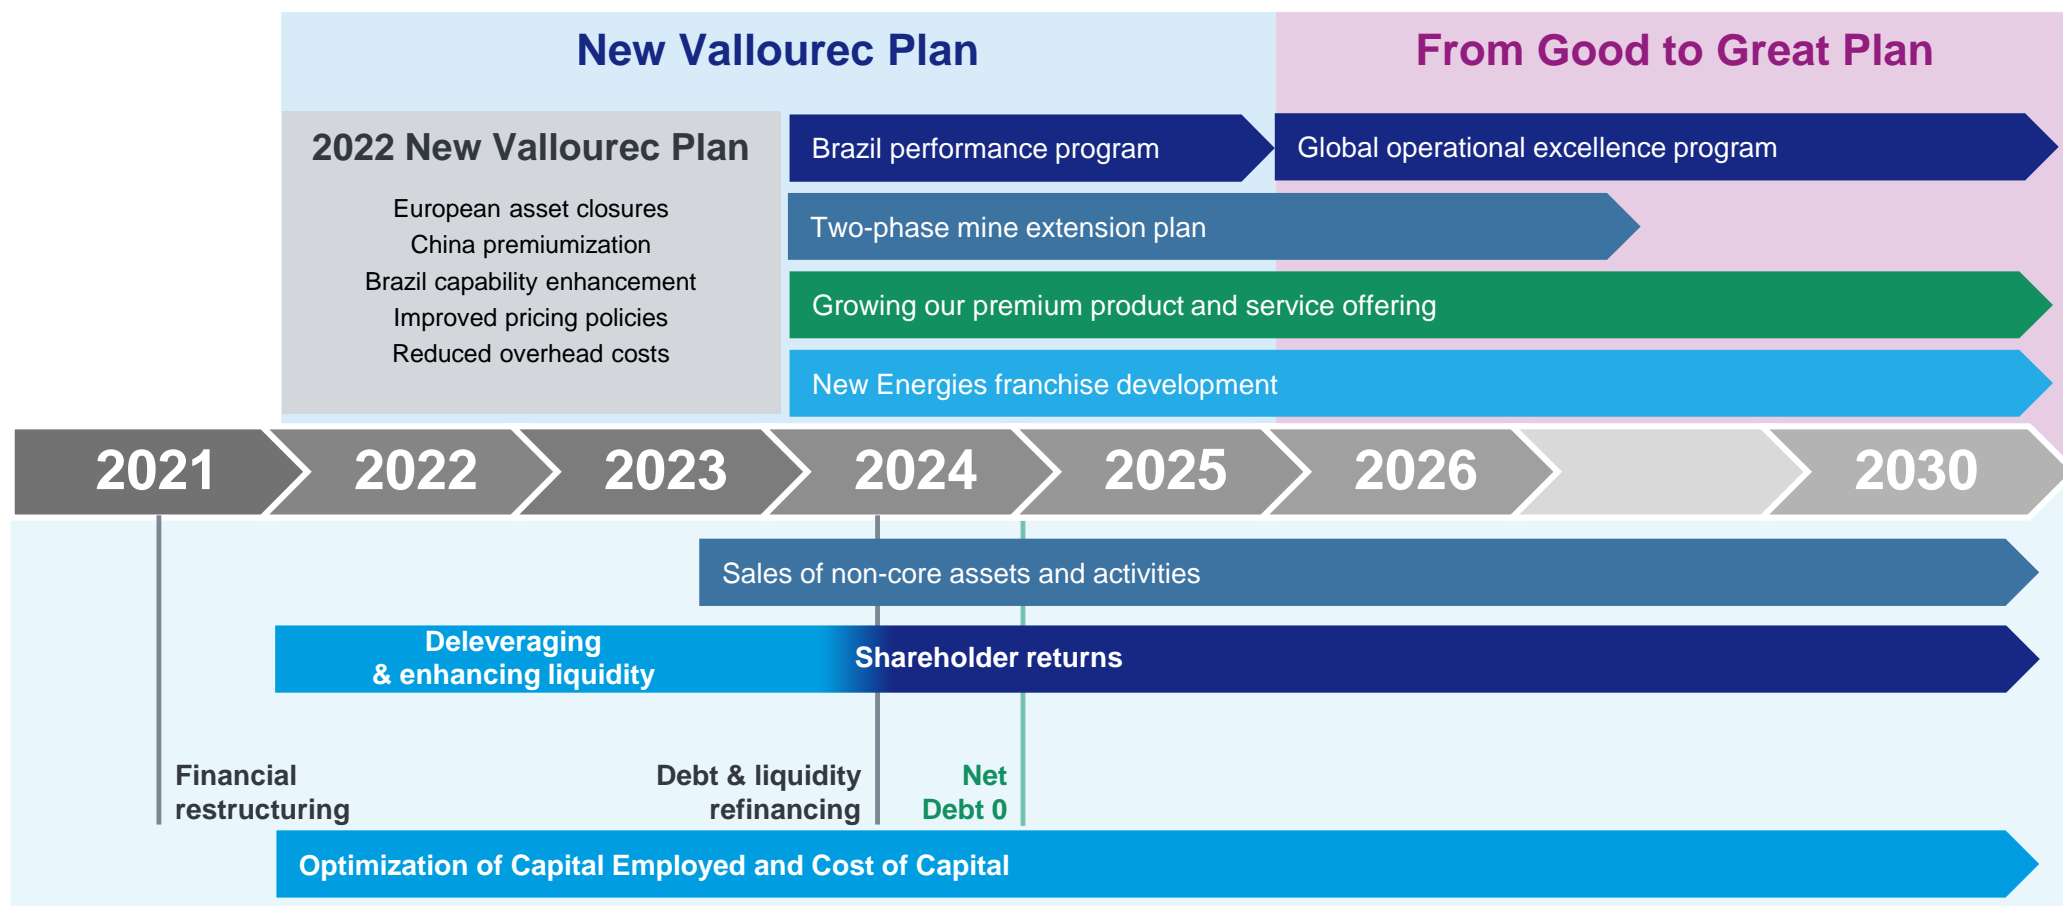 New Vallourec Plan
From Good to Great Plan
2022 New Vallourec Plan
European asset closures
China premiumization
Brazil capability enhancement
Improved pricing policies
Reduced overhead costs
Brazil performance program
Global operational excellence program
Two-phase mine extension plan
Growing our premium product and service offering
New Energies franchise development
2021
2022
2023
2024
2025
2026
2030
Sales of non-core assets and activities
Deleveraging
& enhancing liquidity
Shareholder returns
Financial
restructuring
Debt & liquidity
refinancing
Net
Debt 0
Optimization of Capital Employed and Cost of Capital